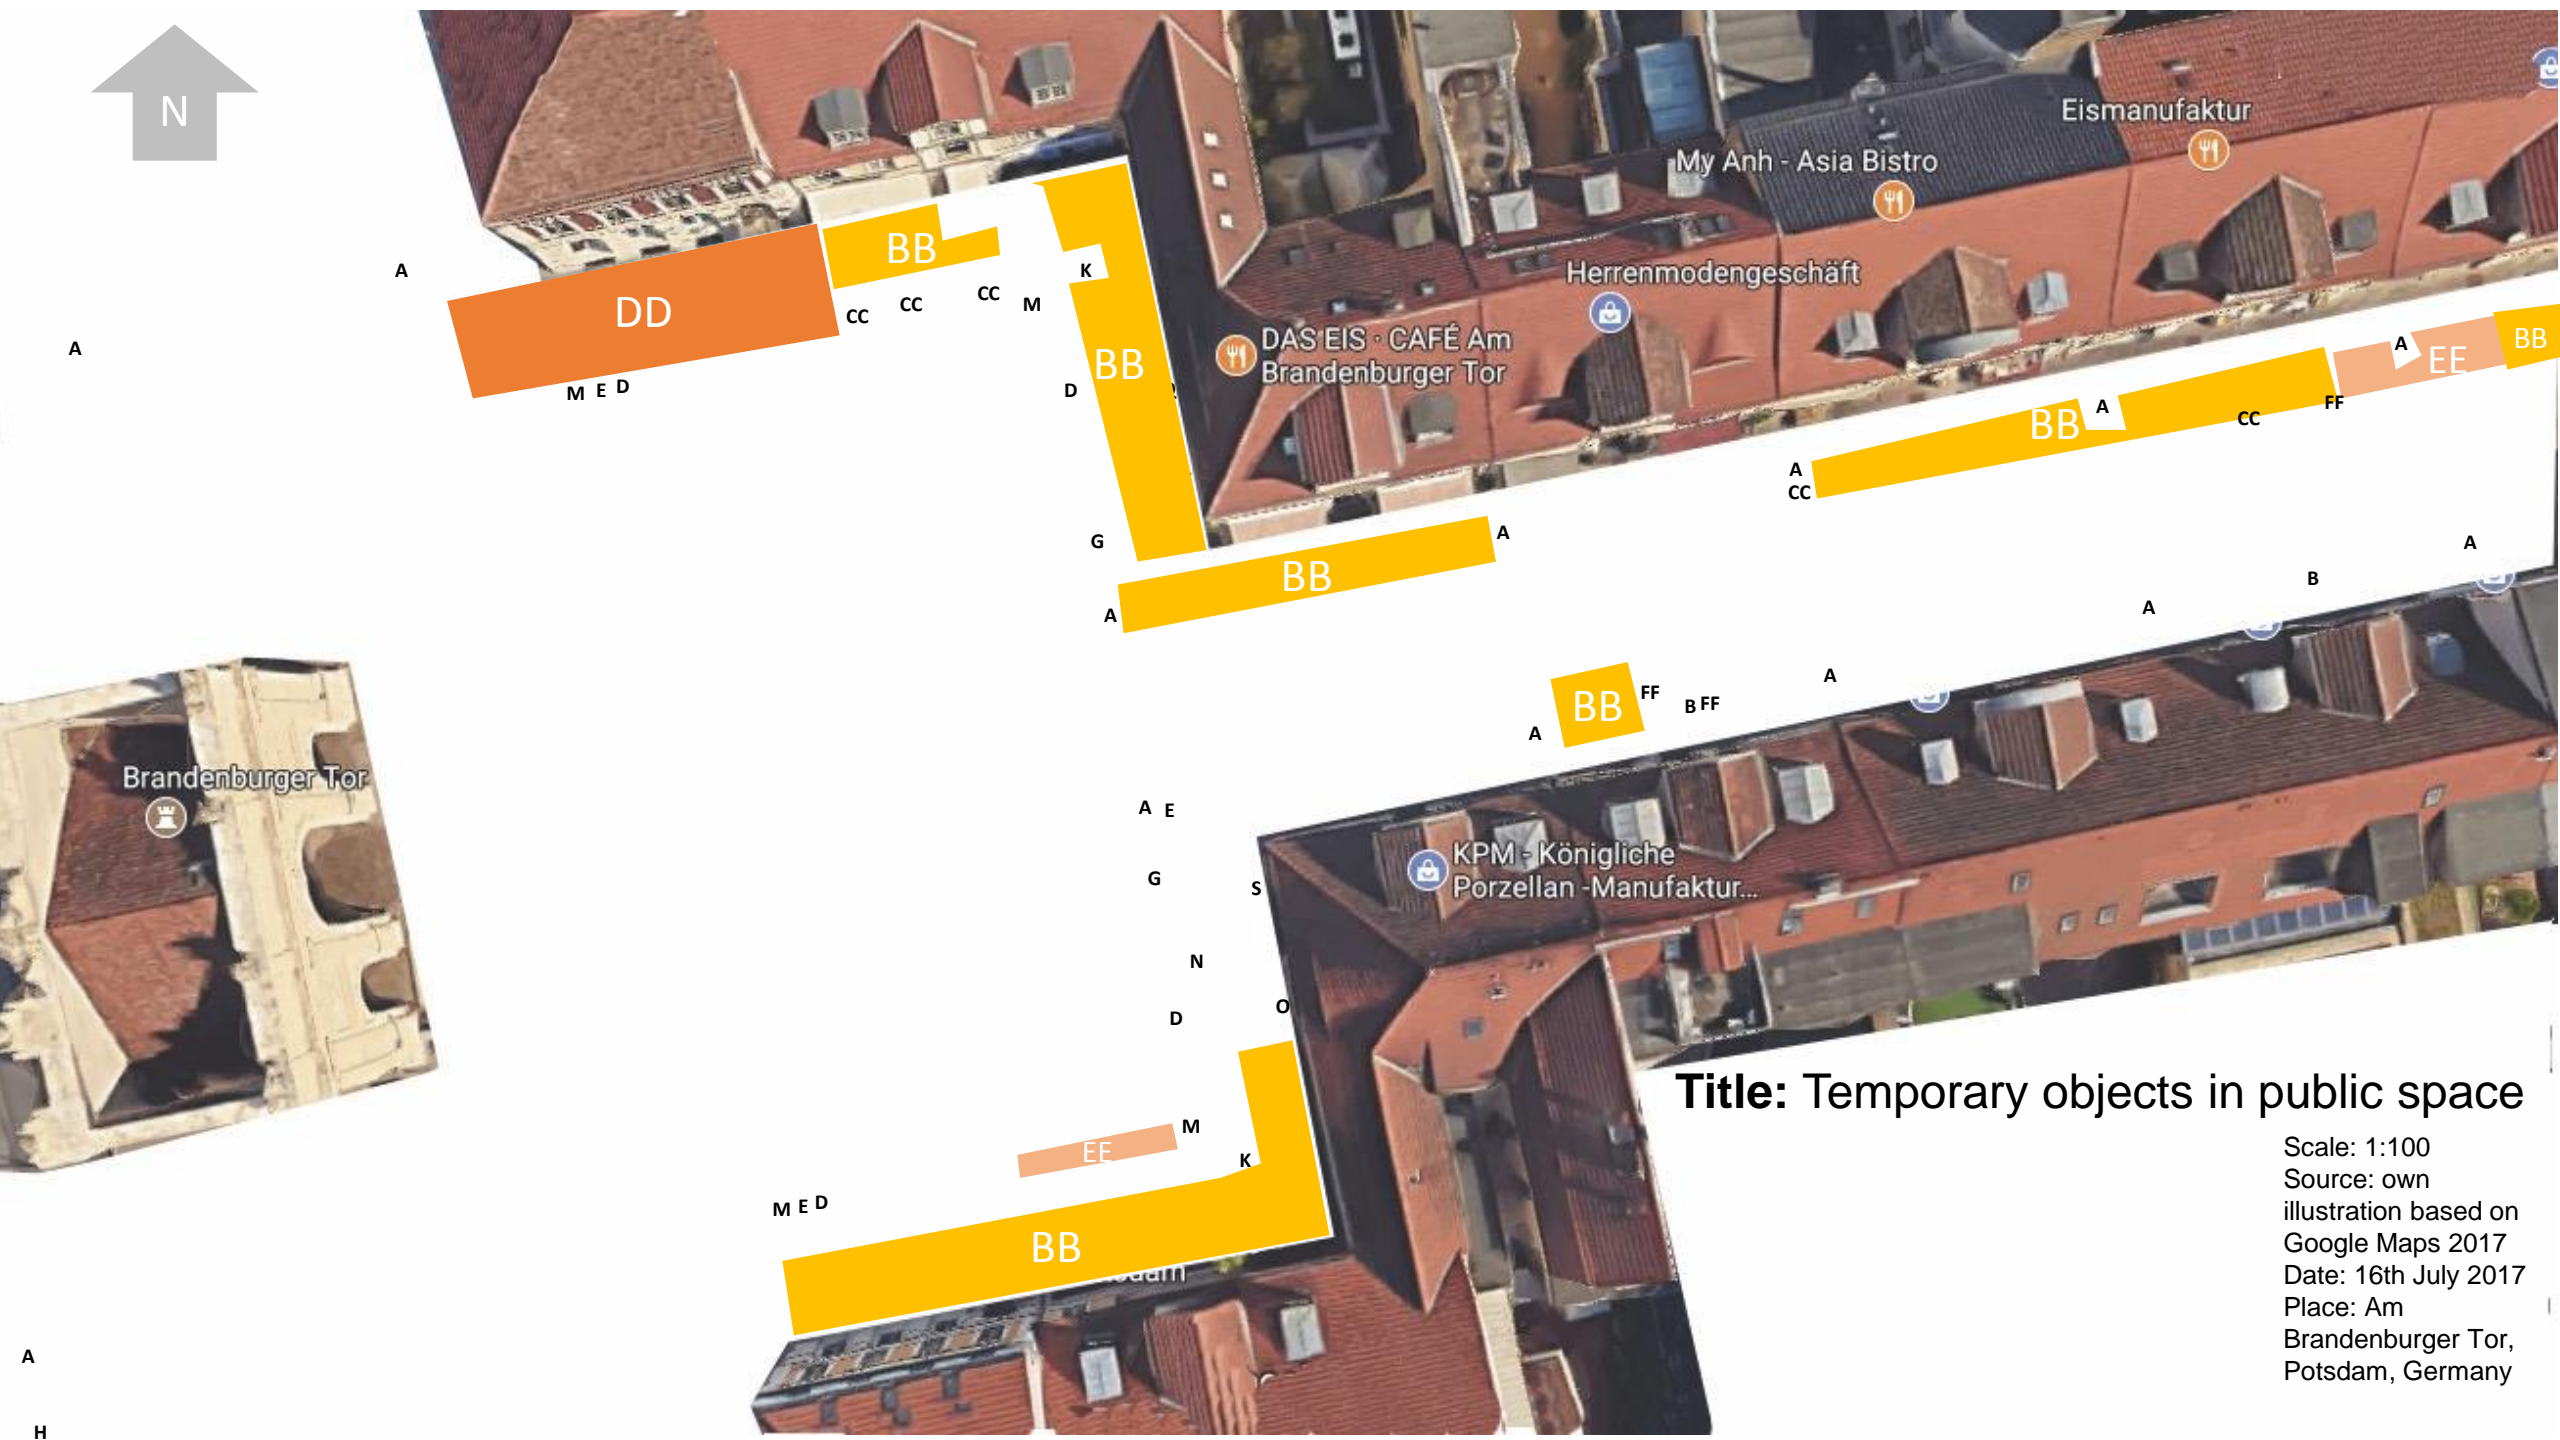 N
Eismanufaktur
My Anh - Asia Bistro
A
BB
K
Herrenmodengeschäft
CC
CC
CC
M
DD
A
DAS EIS · CAFÉ Am
Brandenburger Tor
BB
A
EE
BB
M E D
D
BB
A
FF
CC
A
CC
G
A
A
BB
B
A
A
BB
FF
B FF
A
A
Brandenburger Tor
A E
KPM - Königliche
Porzellan -Manufaktur...
G
S
N
O
D
Title: Temporary objects in public space
M
EE
K
Scale: 1:100
Source: own
illustration based on
Google Maps 2017
Date: 16th July 2017
Place: Am
Brandenburger Tor,
Potsdam, Germany
M E D
BB
A
H